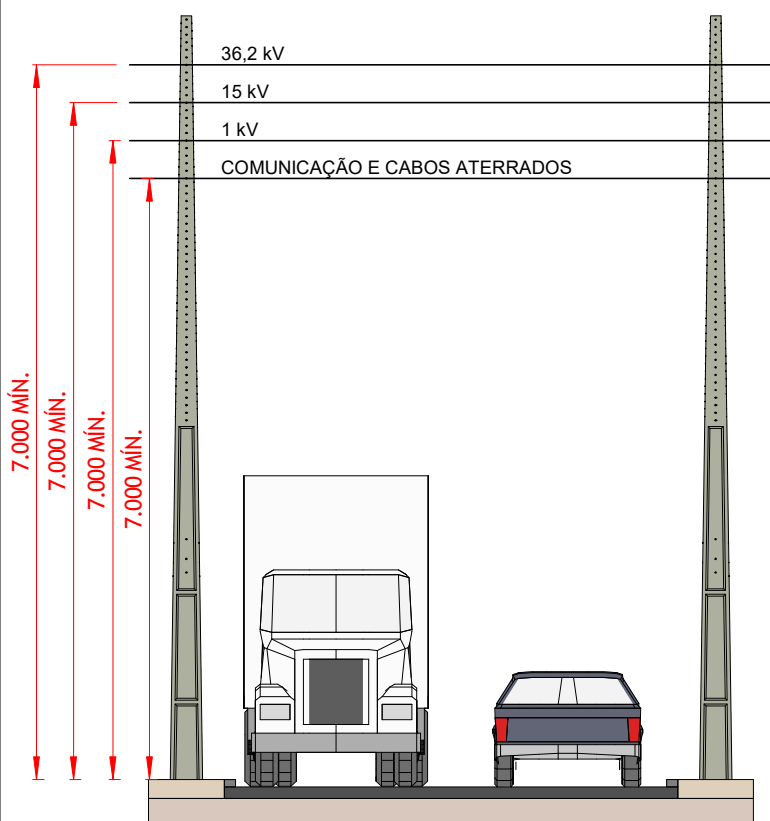 36,2 kV
15 kV
1 kV
COMUNICAÇÃO E CABOS ATERRADOS
7.000 MÍN.
7.000 MÍN.
7.000 MÍN.
7.000 MÍN.